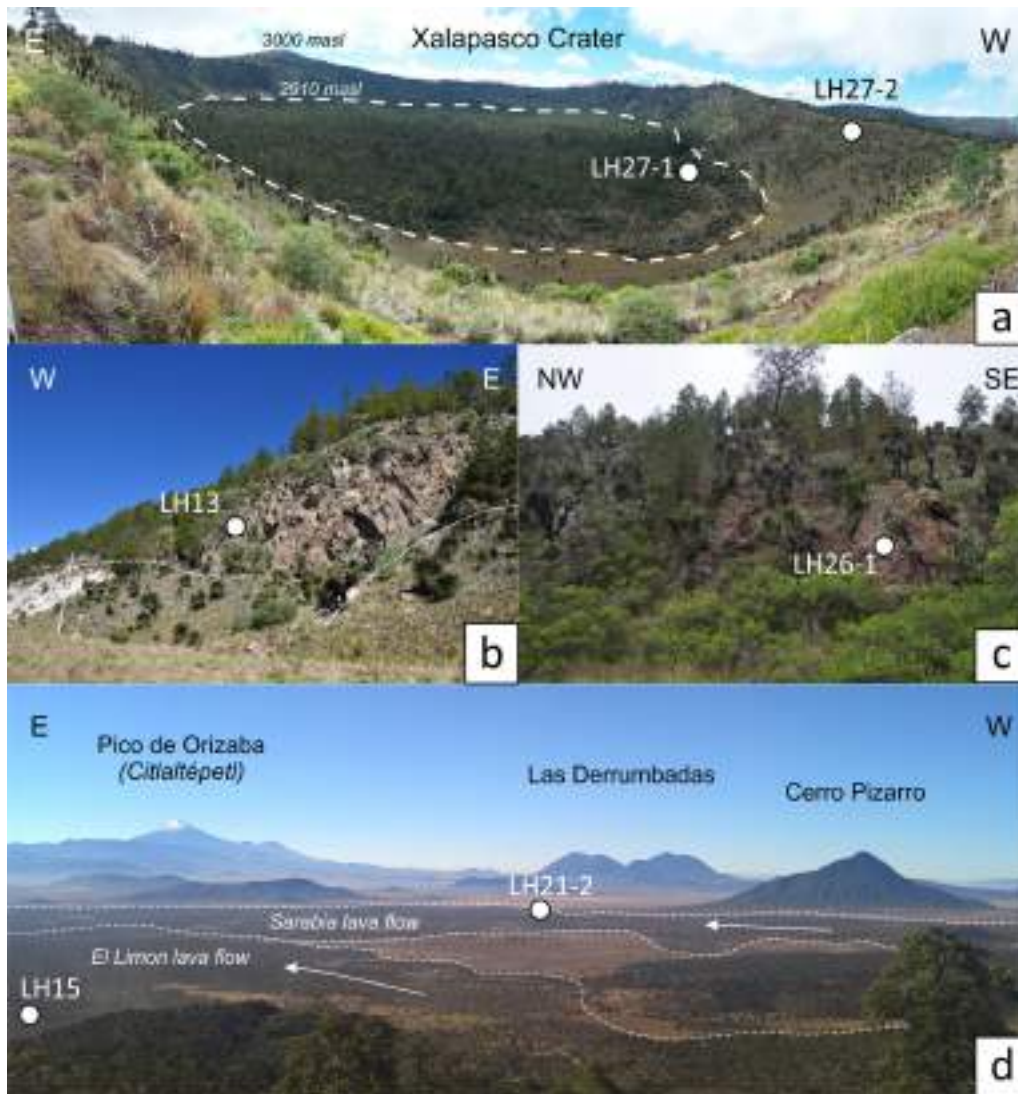 E
3000 masl
Xalapasco Crater
W
2910 masl
LH27-2
LH27-1
a
W
E
LH13
b
NW
SE
LH26-1
c
E
W
Pico de Orizaba
(Citlaltépetl)
Las Derrumbadas
Cerro Pizarro
LH21-2
Sarabia lava flow
El Limon lava flow
LH15
d